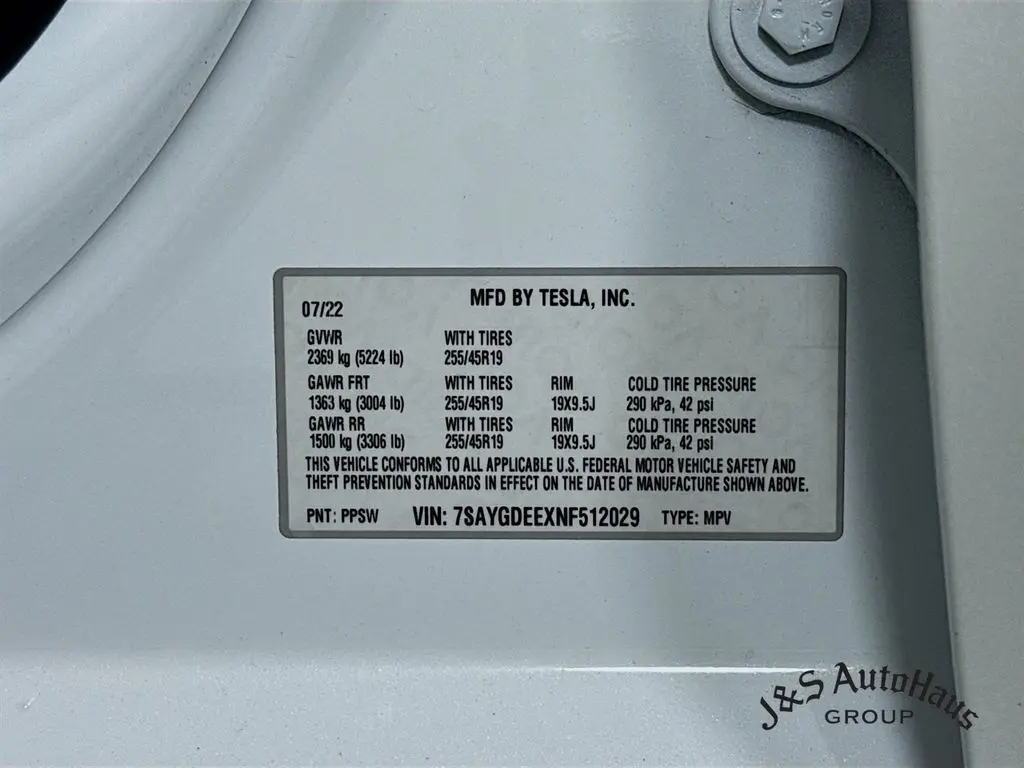 MFD BY TESLA, INC.
07/22
GVWR WITH TIRES
2369 kg (5224 lb) 255/45R19
GAWR FRT WITH TIRES RIM COLD TIRE PRESSURE
1363 kg (3004 lb) 255/45R19 19X9.5J 290 kPa, 42 psi
GAWR RR WITH TIRES RIM COLD TIRE PRESSURE
1500 kg (3306 lb) 255/45R19 19X9.5J 290 kPa, 42 psi
THIS VEHICLE CONFORMS TO ALL APPLICABLE U.S. FEDERAL MOTOR VEHICLE SAFETY AND
THEFT PREVENTION STANDARDS IN EFFECT ON THE DATE OF MANUFACTURE SHOWN ABOVE.
PNT: PPSW VIN: 7SAYGDEEXNF512029 TYPE: MPV
J&S AutoHaus
GROUP